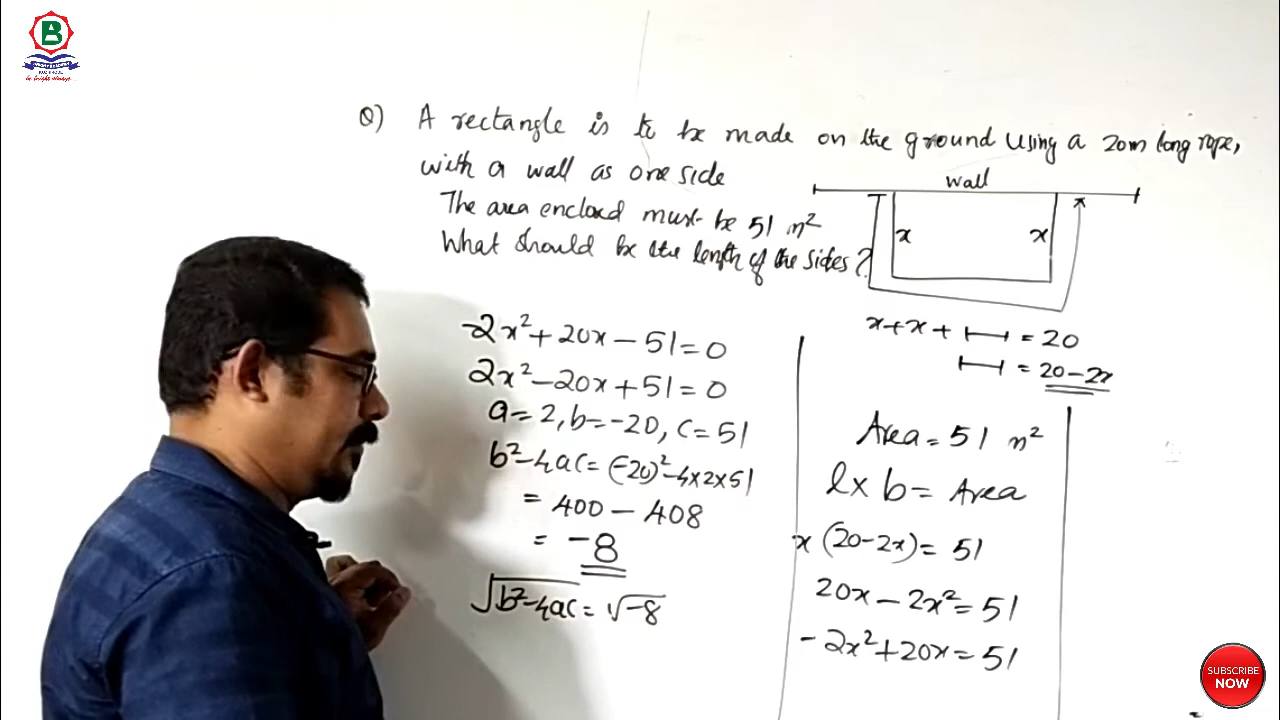 B
Q) A rectangle is to be made on the ground using a 20m long rope,
with a wall as one side
The area enclosed must be 51 m²
What should be the length of the sides?
wall
x
x
x + x + = 20
= 20 - 2x
-2x² + 20x - 51 = 0
2x² - 20x + 51 = 0
a = 2, b = -20, c = 51
b² - 4ac = (-20)² - 4×2×51
= 400 - 408
= -8
√b²-4ac = √-8
Area = 51 m²
l × b = Area
x (20-2x) = 51
20x - 2x² = 51
-2x² + 20x = 51
SUBSCRIBE
NOW